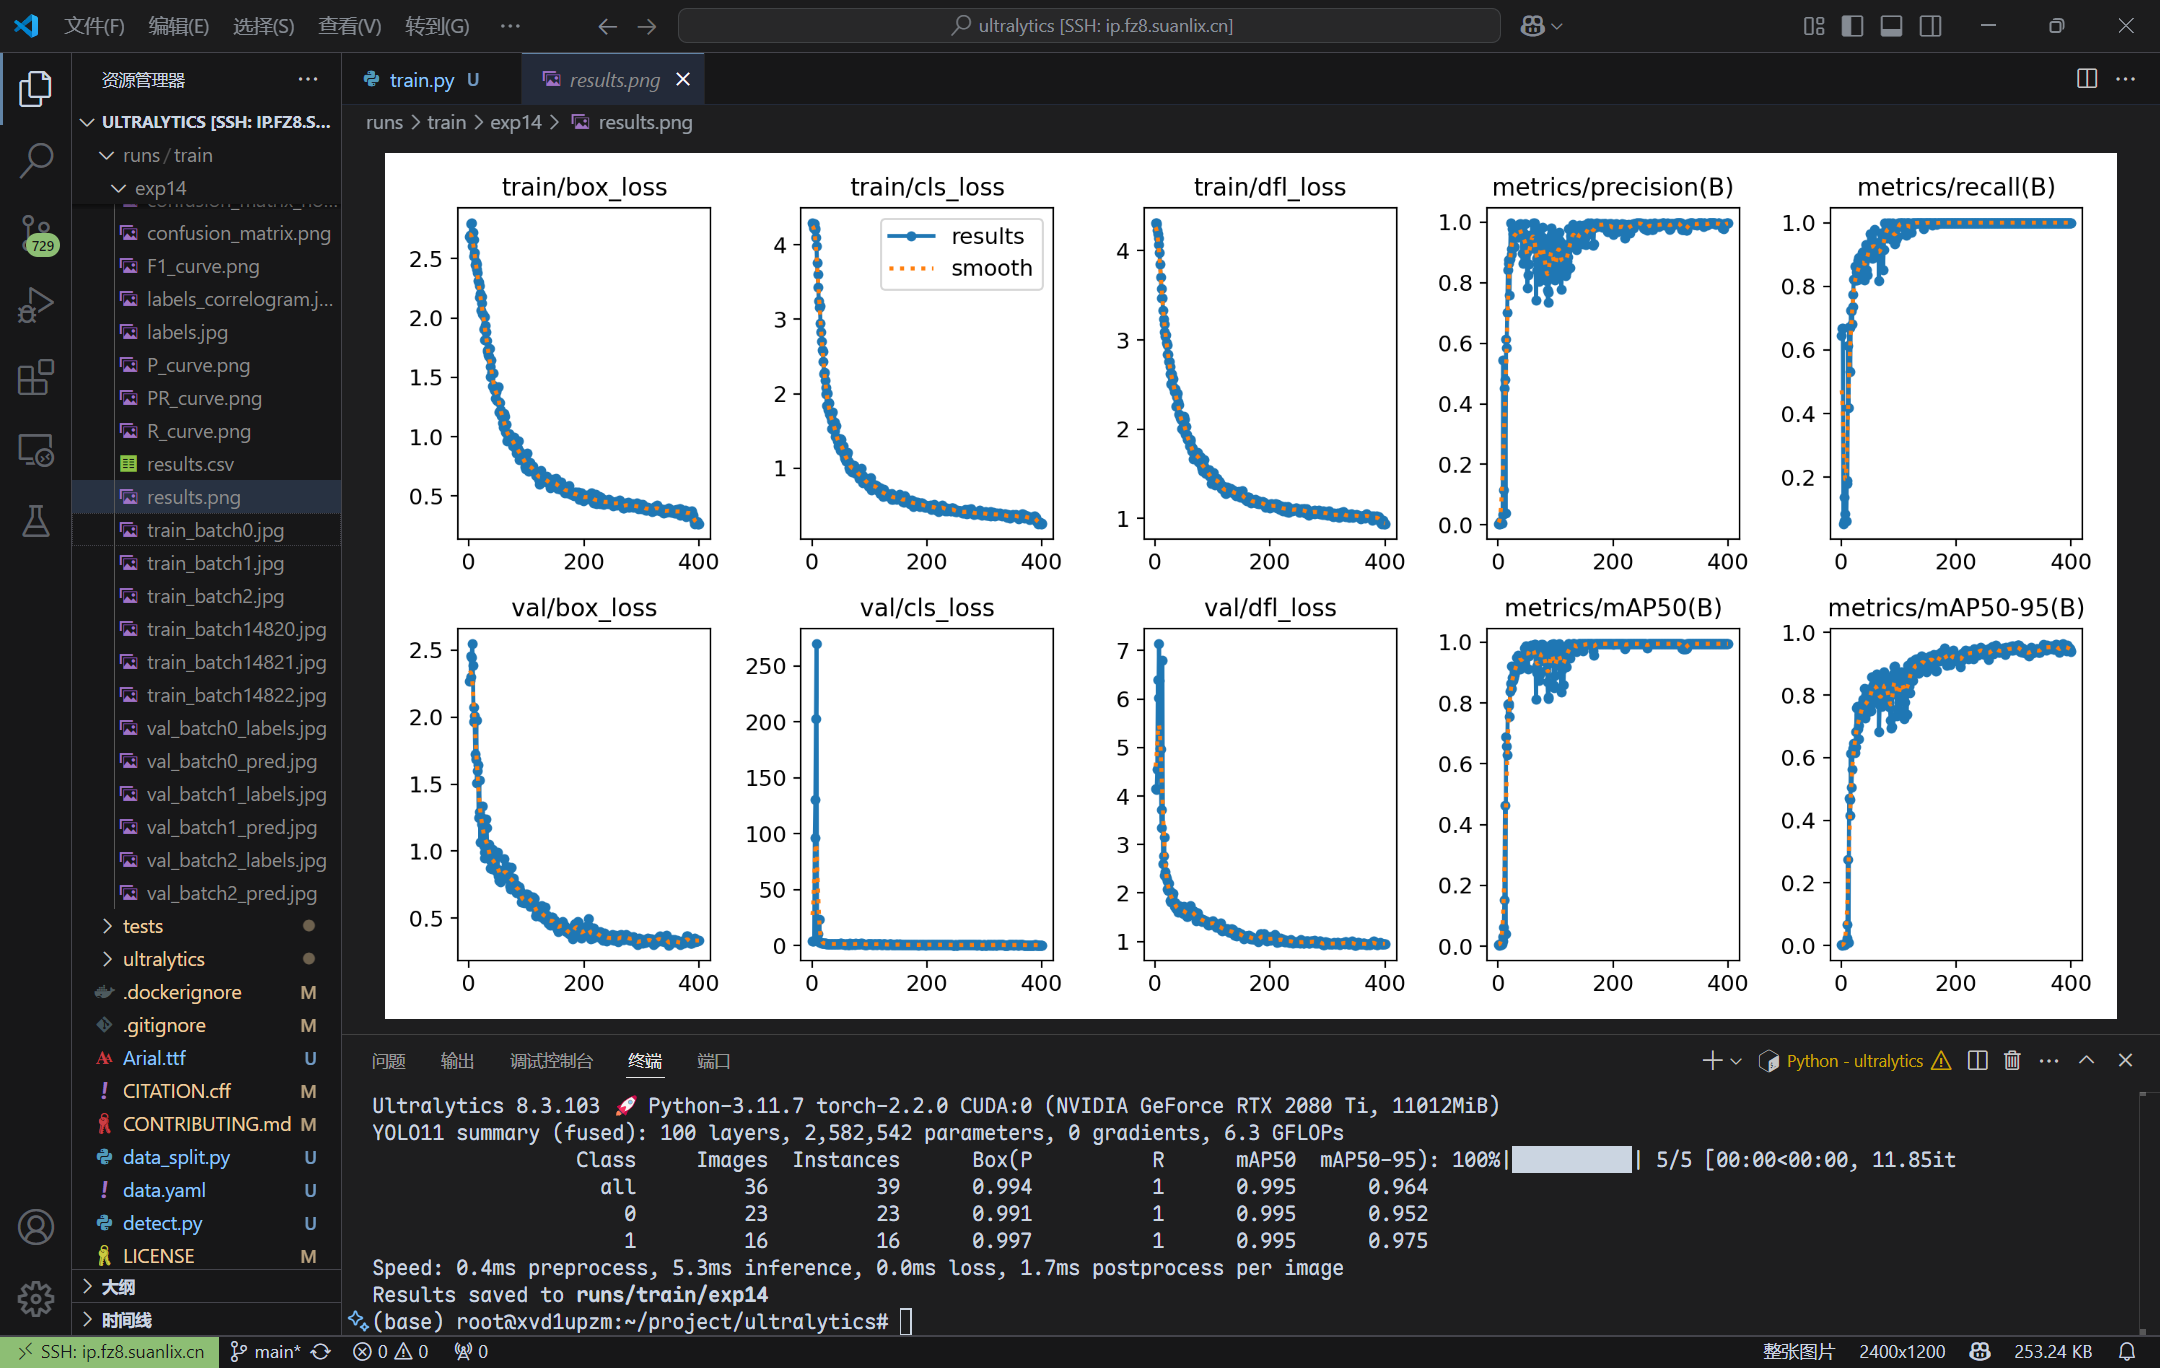 文件(F) 编辑(E) 选择(S) 查看(V) 转到(G) ··· ultralytics [SSH: ip.fz8.suanlix.cn]
资源管理器 ···
ULTRALYTICS [SSH: IP.FZ8.S...
runs / train
exp14
confusion_matrix_no...
confusion_matrix.png
F1_curve.png
labels_correlogram.j...
labels.jpg
P_curve.png
PR_curve.png
R_curve.png
results.csv
results.png
train_batch0.jpg
train_batch1.jpg
train_batch2.jpg
train_batch14820.jpg
train_batch14821.jpg
train_batch14822.jpg
val_batch0_labels.jpg
val_batch0_pred.jpg
val_batch1_labels.jpg
val_batch1_pred.jpg
val_batch2_labels.jpg
val_batch2_pred.jpg
tests
ultralytics
.dockerignore M
.gitignore M
Arial.ttf U
CITATION.cff M
CONTRIBUTING.md M
data_split.py U
data.yaml U
detect.py U
LICENSE M
大纲
时间线
729
train.py U results.png
runs > train > exp14 > results.png
train/box_loss
2.5
2.0
1.5
1.0
0.5
0 200 400
train/cls_loss
results
smooth
4
3
2
1
0 200 400
train/dfl_loss
4
3
2
1
0 200 400
metrics/precision(B)
1.0
0.8
0.6
0.4
0.2
0.0
0 200 400
metrics/recall(B)
1.0
0.8
0.6
0.4
0.2
0 200 400
val/box_loss
2.5
2.0
1.5
1.0
0.5
0 200 400
val/cls_loss
250
200
150
100
50
0
0 200 400
val/dfl_loss
7
6
5
4
3
2
1
0 200 400
metrics/mAP50(B)
1.0
0.8
0.6
0.4
0.2
0.0
0 200 400
metrics/mAP50-95(B)
1.0
0.8
0.6
0.4
0.2
0.0
0 200 400
问题 输出 调试控制台 终端 端口 Python - ultralytics
Ultralytics 8.3.103 🚀 Python-3.11.7 torch-2.2.0 CUDA:0 (NVIDIA GeForce RTX 2080 Ti, 11012MiB)
YOLO11 summary (fused): 100 layers, 2,582,542 parameters, 0 gradients, 6.3 GFLOPs
Class Images Instances Box(P R mAP50 mAP50-95): 100%|██████████| 5/5 [00:00<00:00, 11.85it
all 36 39 0.994 1 0.995 0.964
0 23 23 0.991 1 0.995 0.952
1 16 16 0.997 1 0.995 0.975
Speed: 0.4ms preprocess, 5.3ms inference, 0.0ms loss, 1.7ms postprocess per image
Results saved to runs/train/exp14
(base) root@xvd1upzm:~/project/ultralytics#
SSH: ip.fz8.suanlix.cn main* 0 0 0 整张图片 2400x1200 253.24 KB